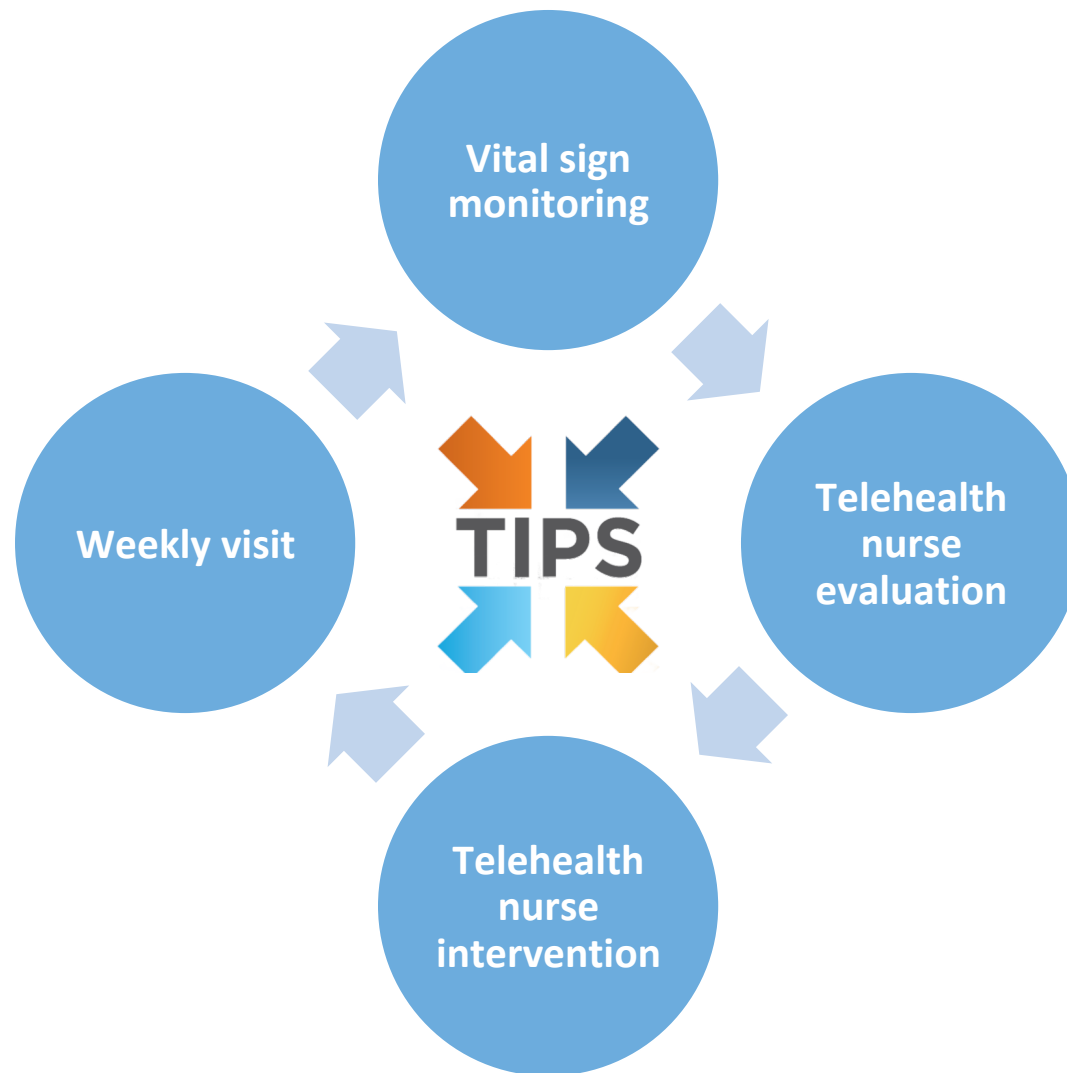 Vital sign
monitoring
Telehealth
nurse
evaluation
Telehealth
nurse
intervention
Weekly visit
TIPS